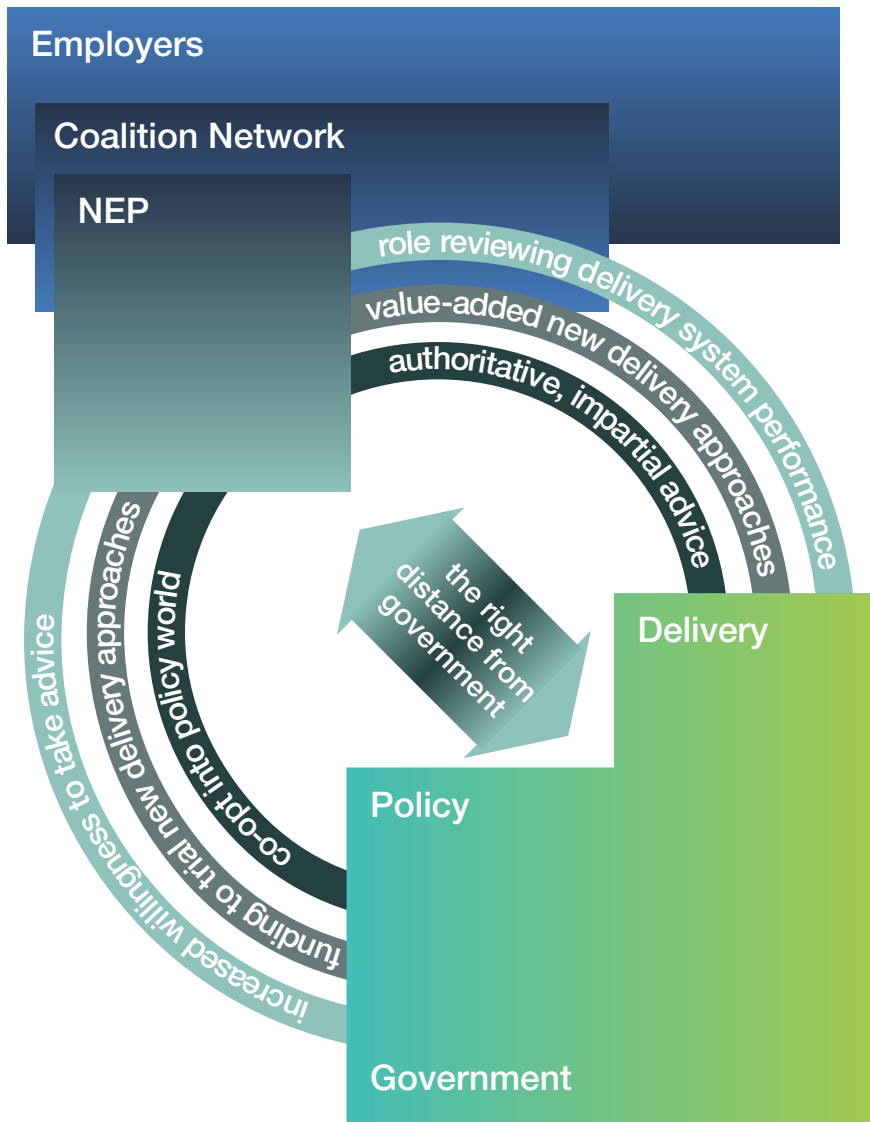 Employers
Coalition Network
NEP
role reviewing delivery system performance
value-added new delivery approaches
authoritative, impartial advice
the right
distance from
government
Delivery
Policy
Government
co-opt into policy world
funding to trial new delivery approaches
increased willingness to take advice